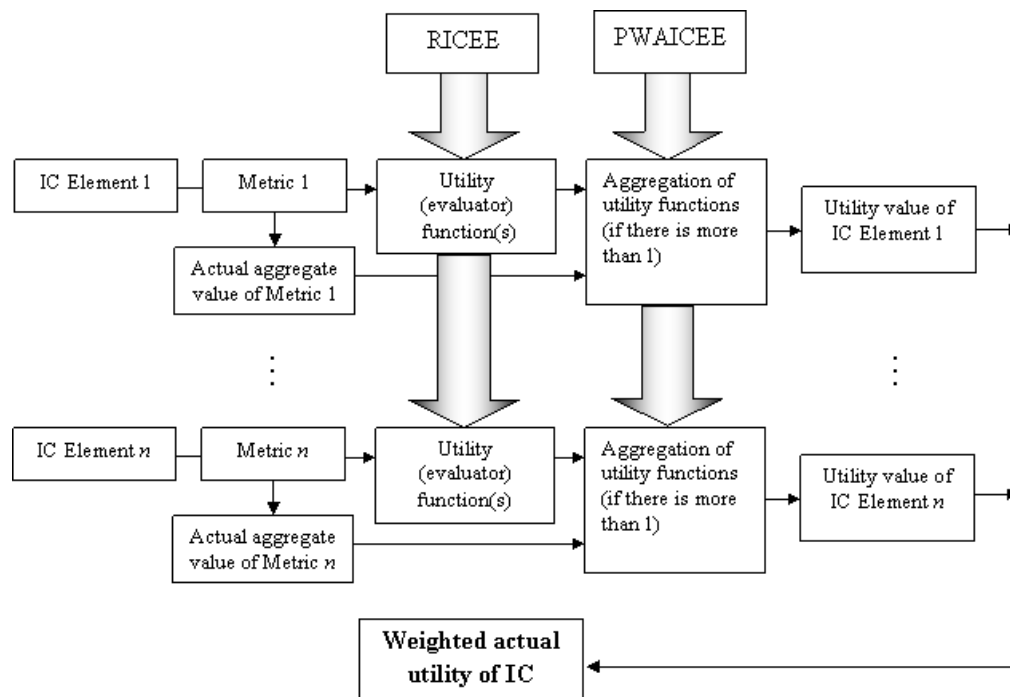 RICEE
PWAICEE
IC Element 1
Metric 1
Utility
(evaluator)
function(s)
Aggregation of
utility functions
(if there is more
than 1)
Utility value of
IC Element 1
Actual aggregate
value of Metric 1
⋮
⋮
IC Element n
Metric n
Utility
(evaluator)
function(s)
Aggregation of
utility functions
(if there is more
than 1)
Utility value of
IC Element n
Actual aggregate
value of Metric n
Weighted actual
utility of IC